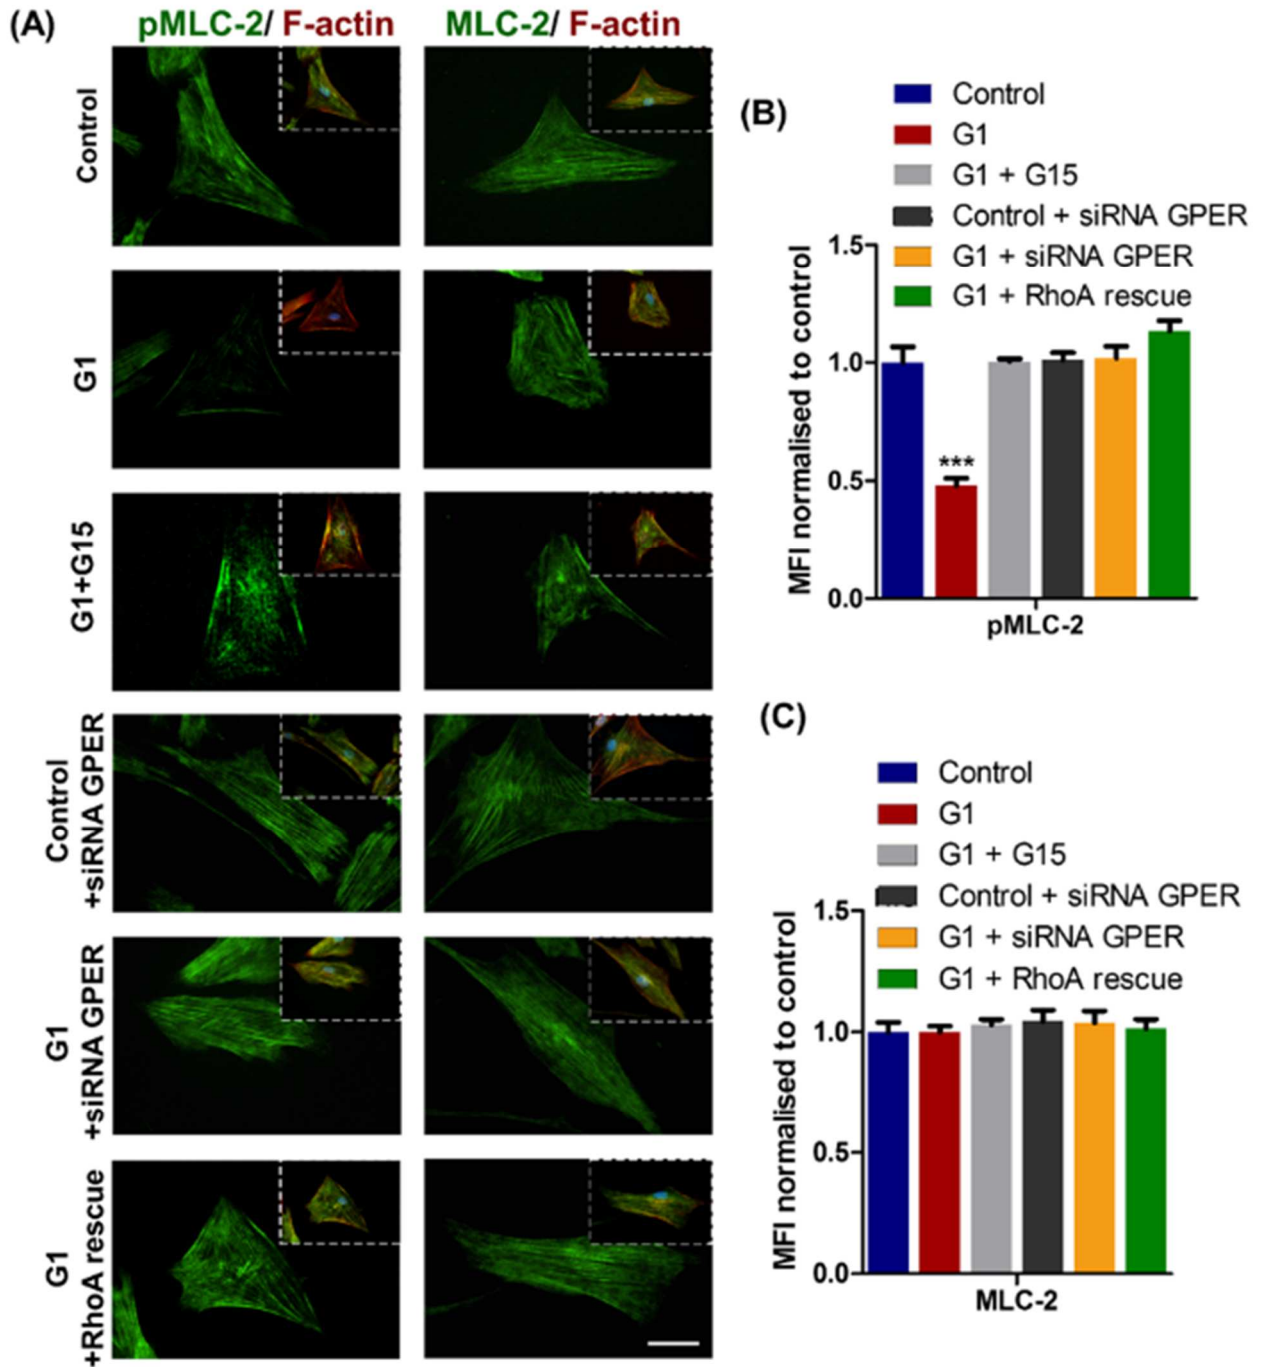 (A)
pMLC-2/ F-actin
MLC-2/ F-actin
Control
G1
G1+G15
Control
+siRNA GPER
G1
+siRNA GPER
G1
+RhoA rescue
(B)
Control
G1
G1 + G15
Control + siRNA GPER
G1 + siRNA GPER
G1 + RhoA rescue
MFI normalised to control
1.5
1.0
0.5
0.0
***
pMLC-2
(C)
Control
G1
G1 + G15
Control + siRNA GPER
G1 + siRNA GPER
G1 + RhoA rescue
MFI normalised to control
1.5
1.0
0.5
0.0
MLC-2